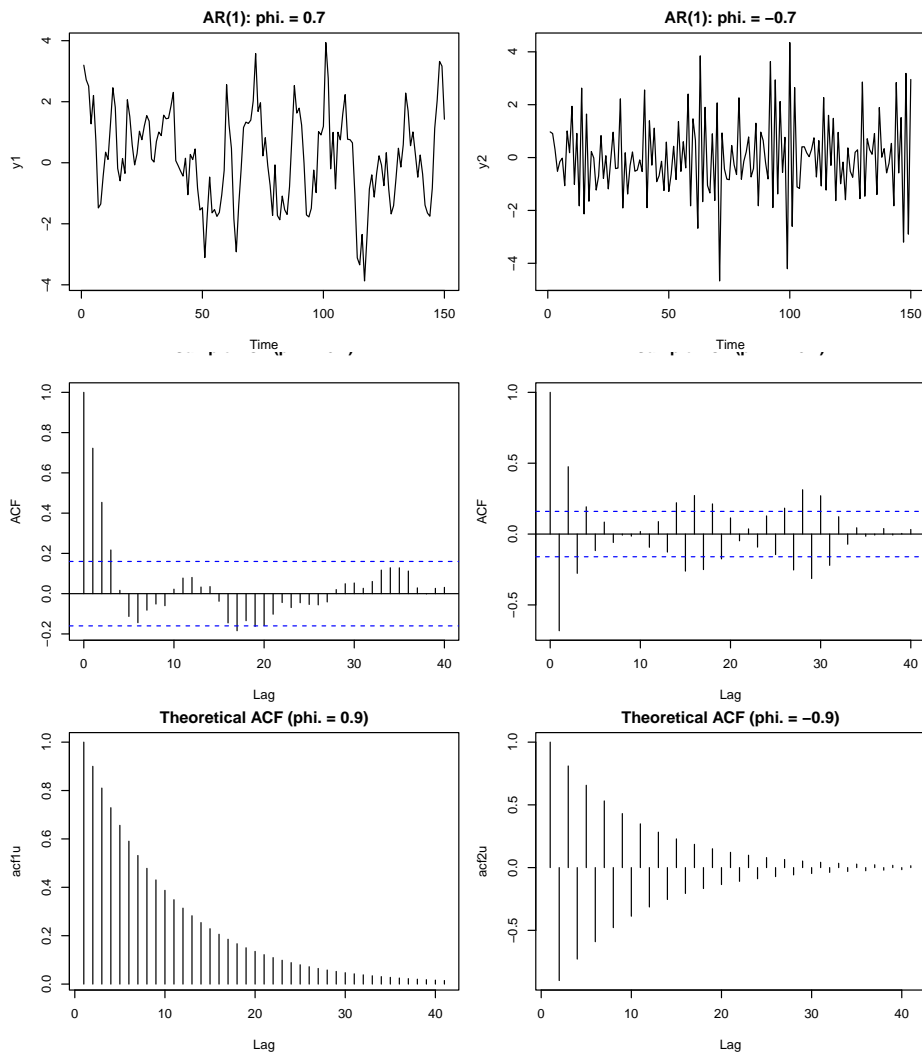 AR(1): phi. = 0.7
y1
4
2
0
−2
−4
0 50 100 150
Time
AR(1): phi. = −0.7
y2
4
2
0
−2
−4
0 50 100 150
Time
ACF
1.0
0.8
0.6
0.4
0.2
0.0
−0.2
0 10 20 30 40
Lag
ACF
1.0
0.5
0.0
−0.5
0 10 20 30 40
Lag
Theoretical ACF (phi. = 0.9)
acf1u
1.0
0.8
0.6
0.4
0.2
0.0
0 10 20 30 40
Lag
Theoretical ACF (phi. = −0.9)
acf2u
1.0
0.5
0.0
−0.5
0 10 20 30 40
Lag